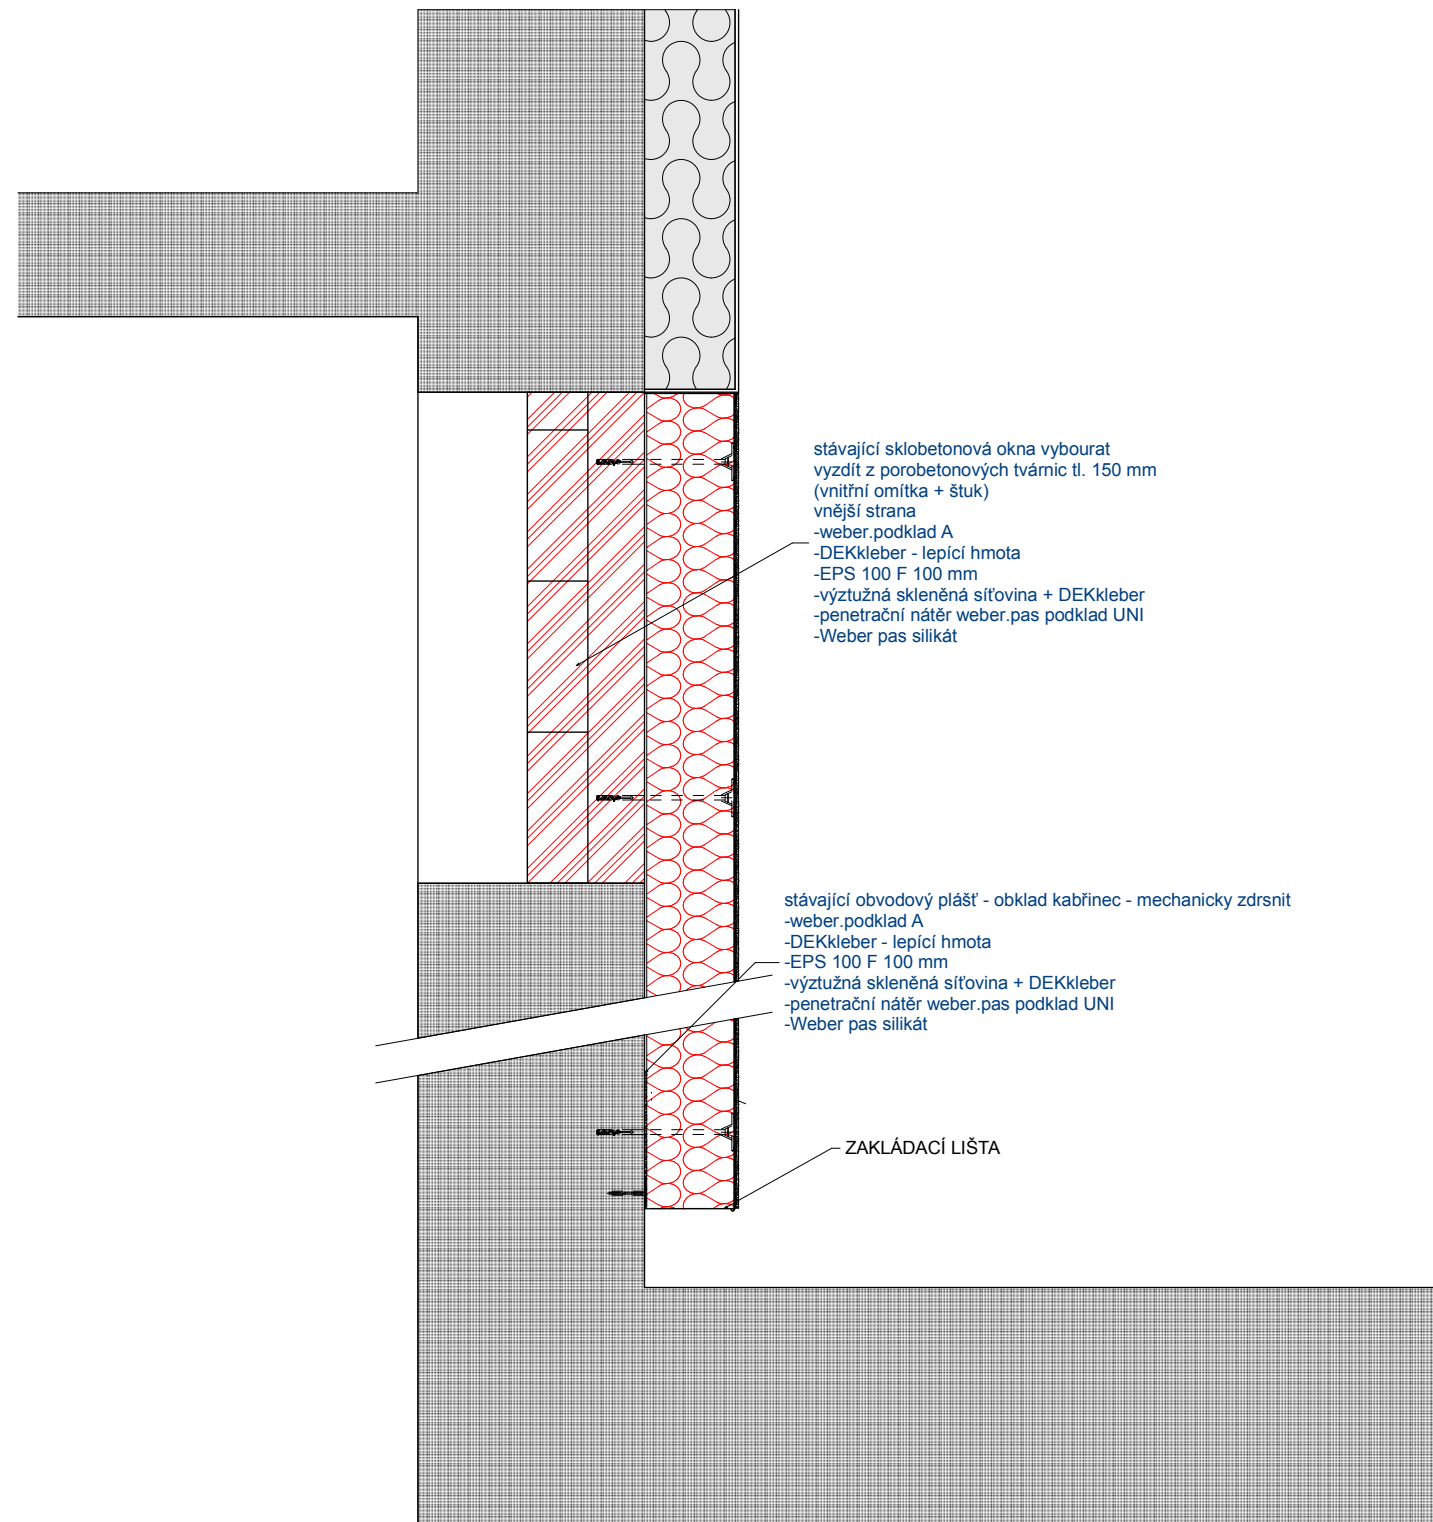 stávající sklobetonová okna vybourat
vyzdít z porobetonových tvárnic tl. 150 mm
(vnitřní omítka + štuk)
vnější strana
-weber.podklad A
-DEKkleber - lepící hmota
-EPS 100 F 100 mm
-výztužná skleněná síťovina + DEKkleber
-penetrační nátěr weber.pas podklad UNI
-Weber pas silikát
stávající obvodový plášť - obklad kabřinec - mechanicky zdrsnit
-weber.podklad A
-DEKkleber - lepící hmota
-EPS 100 F 100 mm
-výztužná skleněná síťovina + DEKkleber
-penetrační nátěr weber.pas podklad UNI
-Weber pas silikát
ZAKLÁDACÍ LIŠTA